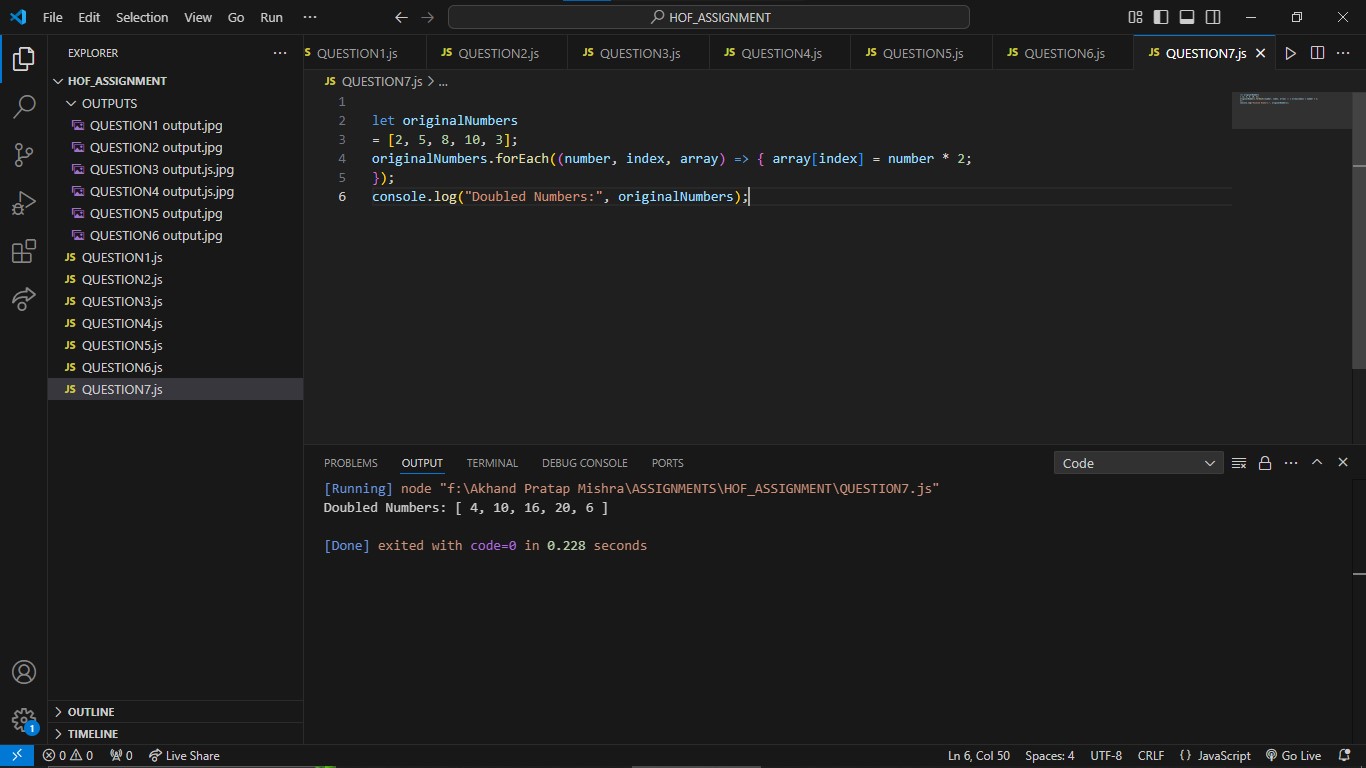 File Edit Selection View Go Run ···
HOF_ASSIGNMENT
EXPLORER ···
HOF_ASSIGNMENT
OUTPUTS
QUESTION1 output.jpg
QUESTION2 output.jpg
QUESTION3 output.js.jpg
QUESTION4 output.js.jpg
QUESTION5 output.jpg
QUESTION6 output.jpg
JS QUESTION1.js
JS QUESTION2.js
JS QUESTION3.js
JS QUESTION4.js
JS QUESTION5.js
JS QUESTION6.js
JS QUESTION7.js
OUTLINE
TIMELINE
S QUESTION1.js JS QUESTION2.js JS QUESTION3.js JS QUESTION4.js JS QUESTION5.js JS QUESTION6.js JS QUESTION7.js
JS QUESTION7.js > ...
1
2 let originalNumbers
3 = [2, 5, 8, 10, 3];
4 originalNumbers.forEach((number, index, array) => { array[index] = number * 2;
5 });
6 console.log("Doubled Numbers:", originalNumbers);
PROBLEMS OUTPUT TERMINAL DEBUG CONSOLE PORTS Code
[Running] node "f:\Akhand Pratap Mishra\ASSIGNMENTS\HOF_ASSIGNMENT\QUESTION7.js"
Doubled Numbers: [ 4, 10, 16, 20, 6 ]
[Done] exited with code=0 in 0.228 seconds
1
0 0 0 Live Share Ln 6, Col 50 Spaces: 4 UTF-8 CRLF {} JavaScript Go Live